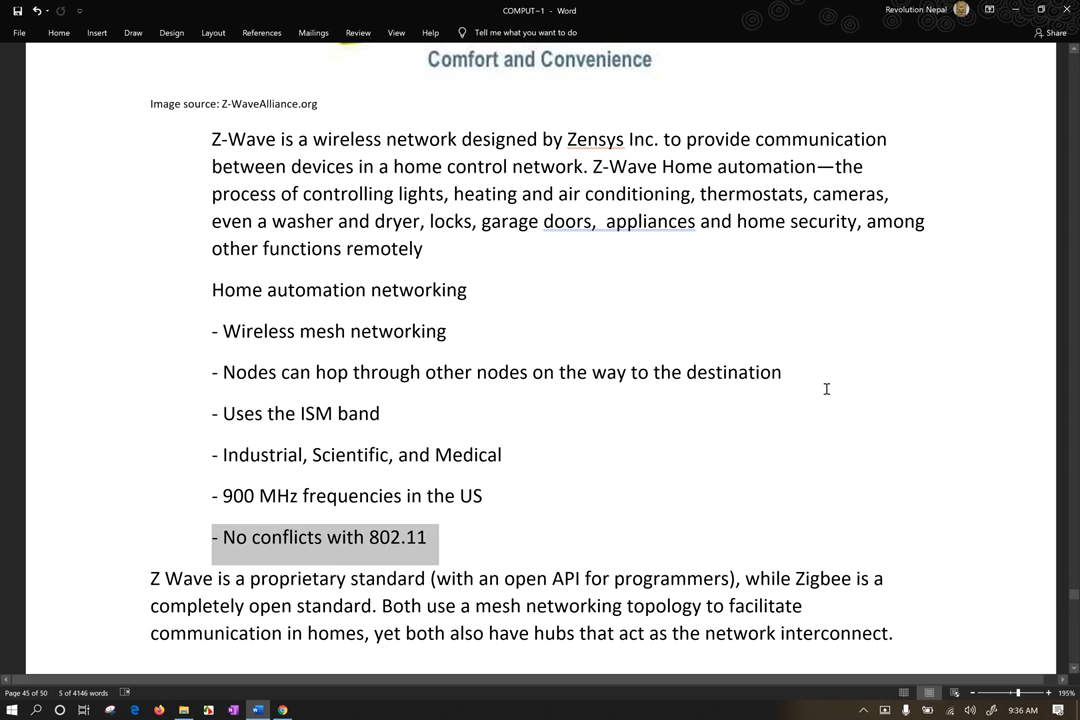 COMPUT~1 - Word
Revolution Nepal
File Home Insert Draw Design Layout References Mailings Review View Help Tell me what you want to do Share
Comfort and Convenience
Image source: Z-WaveAlliance.org
Z-Wave is a wireless network designed by Zensys Inc. to provide communication
between devices in a home control network. Z-Wave Home automation—the
process of controlling lights, heating and air conditioning, thermostats, cameras,
even a washer and dryer, locks, garage doors,  appliances and home security, among
other functions remotely
Home automation networking
- Wireless mesh networking
- Nodes can hop through other nodes on the way to the destination
- Uses the ISM band
- Industrial, Scientific, and Medical
- 900 MHz frequencies in the US
- No conflicts with 802.11
Z Wave is a proprietary standard (with an open API for programmers), while Zigbee is a
completely open standard. Both use a mesh networking topology to facilitate
communication in homes, yet both also have hubs that act as the network interconnect.
Page 45 of 50 5 of 4146 words 195%
9:36 AM